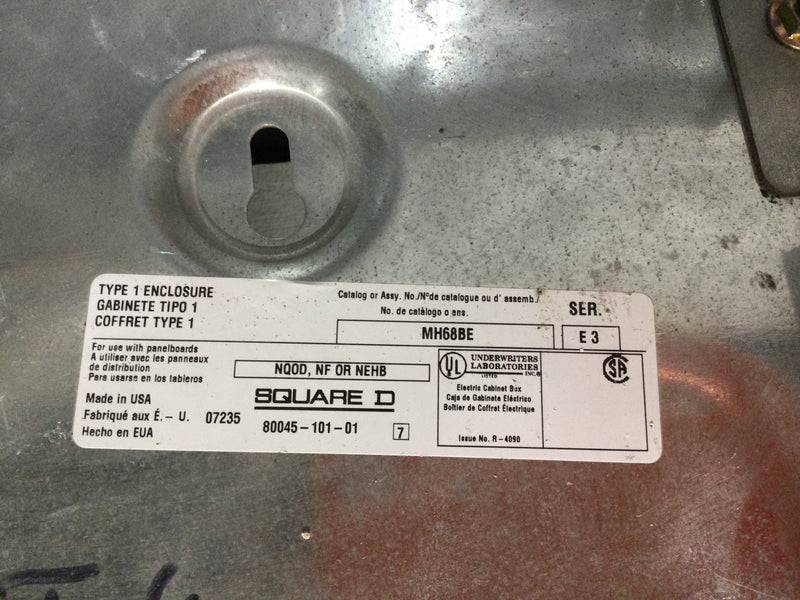 TYPE 1 ENCLOSURE
GABINETE TIPO 1
COFFRET TYPE 1
Catalog or Assy. No./N°de catalogue ou d' assemb./
No. de catàlogo o ens.
SER.
MH68BE
E 3
For use with panelboards
A utiliser avec les panneaux
de distribution
Para usarse en los tableros
NQOD, NF OR NEHB
Made in USA
Fabriqué aux É.- U. 07235
Hecho en EUA
SQUARE D
80045-101-01
7
UL
UNDERWRITERS
LABORATORIES
INC.®
LISTED
Electric Cabinet Box
Caja de Gabinete Eléctrico
Boîtier de Coffret Électrique
Issue No. R-4090
SA